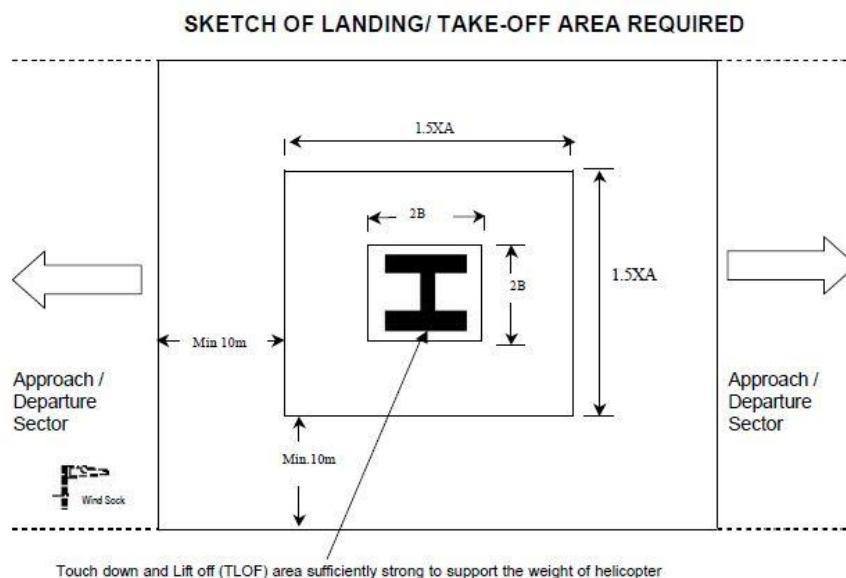 SKETCH OF LANDING/ TAKE-OFF AREA REQUIRED
1.5XA
2B
2B
1.5XA
Min 10m
Approach /
Departure
Sector
Approach /
Departure
Sector
Min.10m
Wind Sock
H
Touch down and Lift off (TLOF) area sufficiently strong to support the weight of helicopter